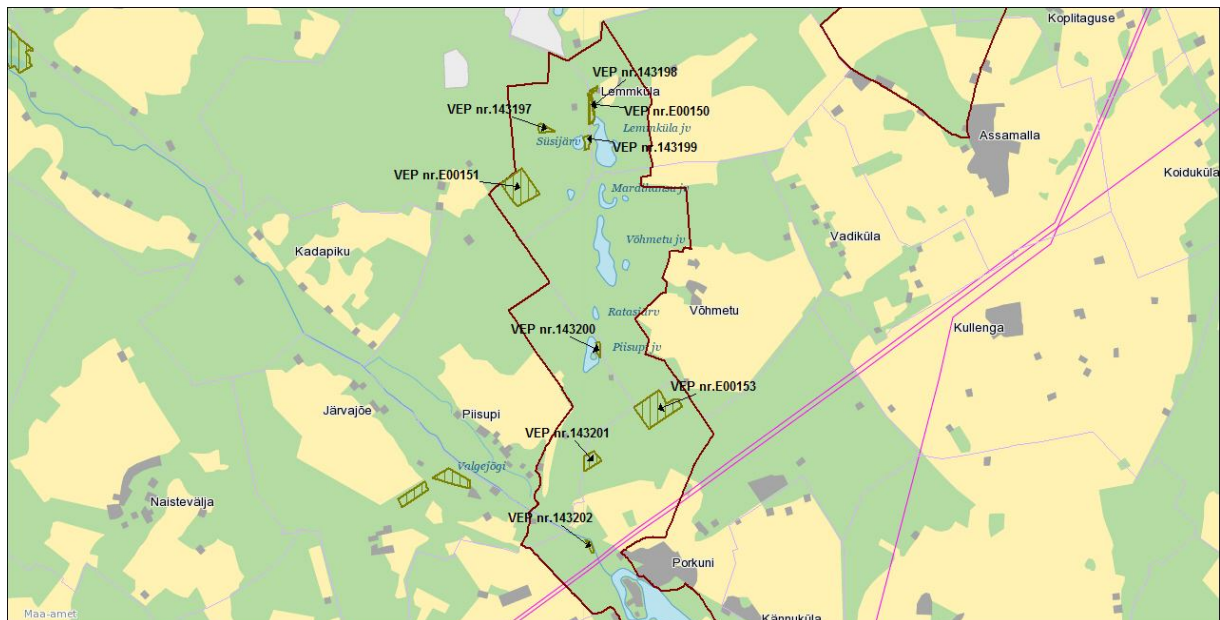 Koplitaguse
VEP nr.143198
Lemmküla
VEP nr.143197
VEP nr.E00150
Lemmküla jv
Assamalla
Süsijärv
VEP nr.143199
VEP nr.E00151
Koiduküla
Mardihansu jv
Kadapiku
Võhmetu jv
Vadiküla
Ratasjärv
Võhmetu
VEP nr.143200
Kullenga
Piisupi jv
VEP nr.E00153
Järvajõe
Piisupi
VEP nr.143201
Valgejõgi
Naistevälja
VEP nr.143202
Porkuni
Maa-amet
Kännuküla